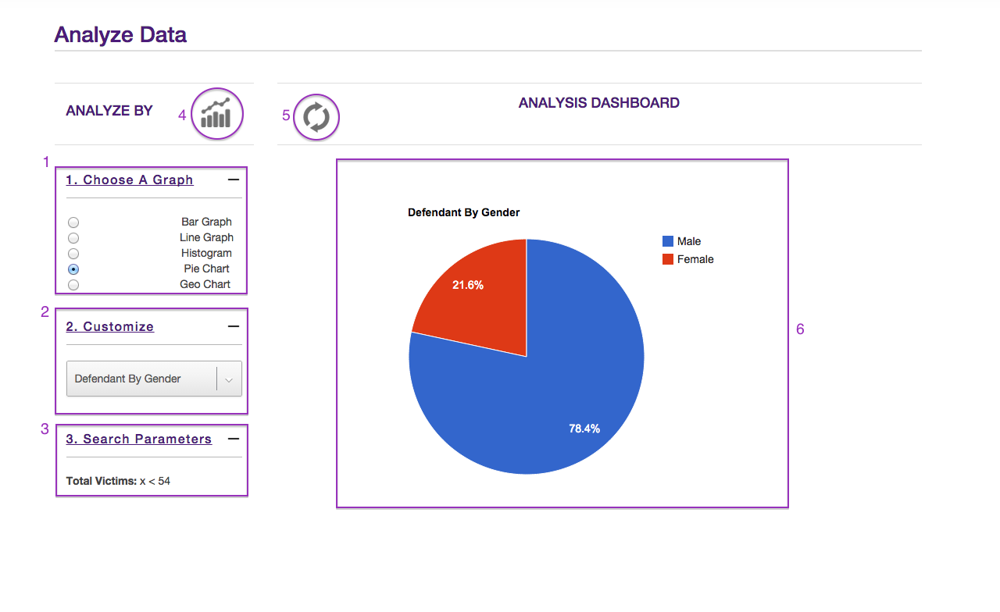 Analyze Data
ANALYZE BY
4
5
ANALYSIS DASHBOARD
1
1. Choose A Graph
Bar Graph
Line Graph
Histogram
Pie Chart
Geo Chart
2
2. Customize
Defendant By Gender
3
3. Search Parameters
Total Victims: x < 54
Defendant By Gender
Male
Female
21.6%
78.4%
6